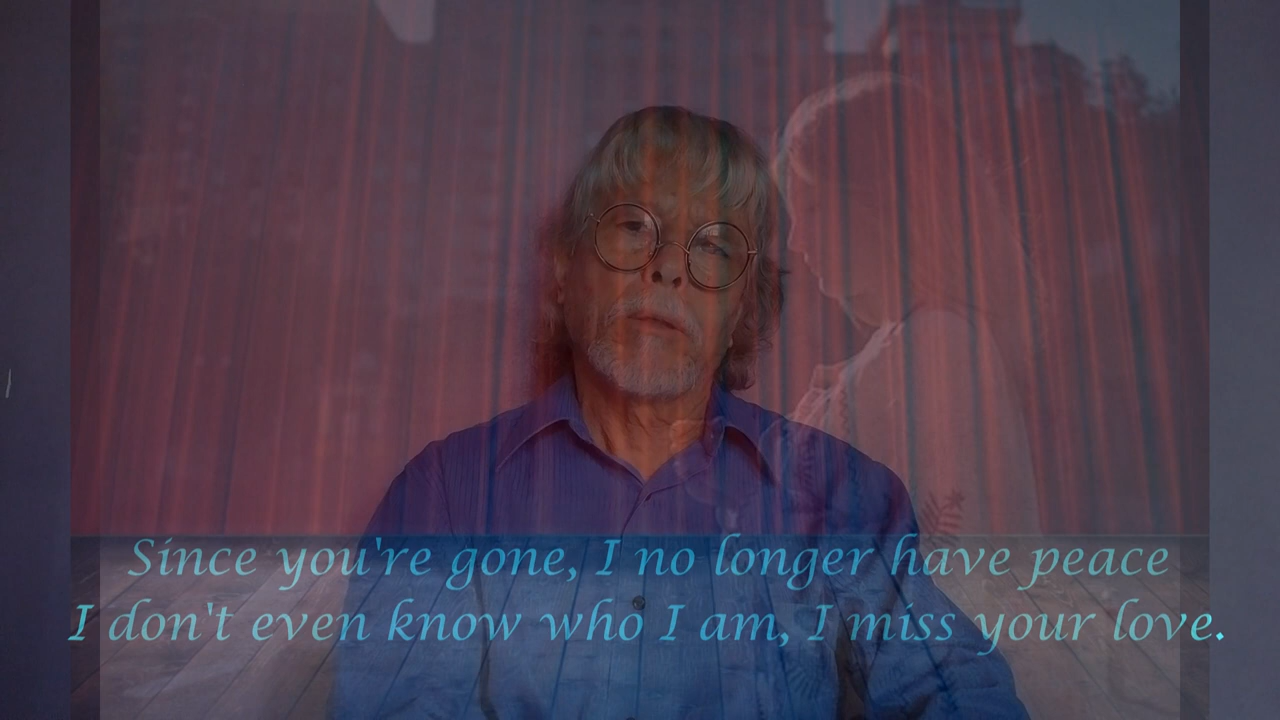 Since you're gone, I no longer have peace
I don't even know who I am, I miss your love.